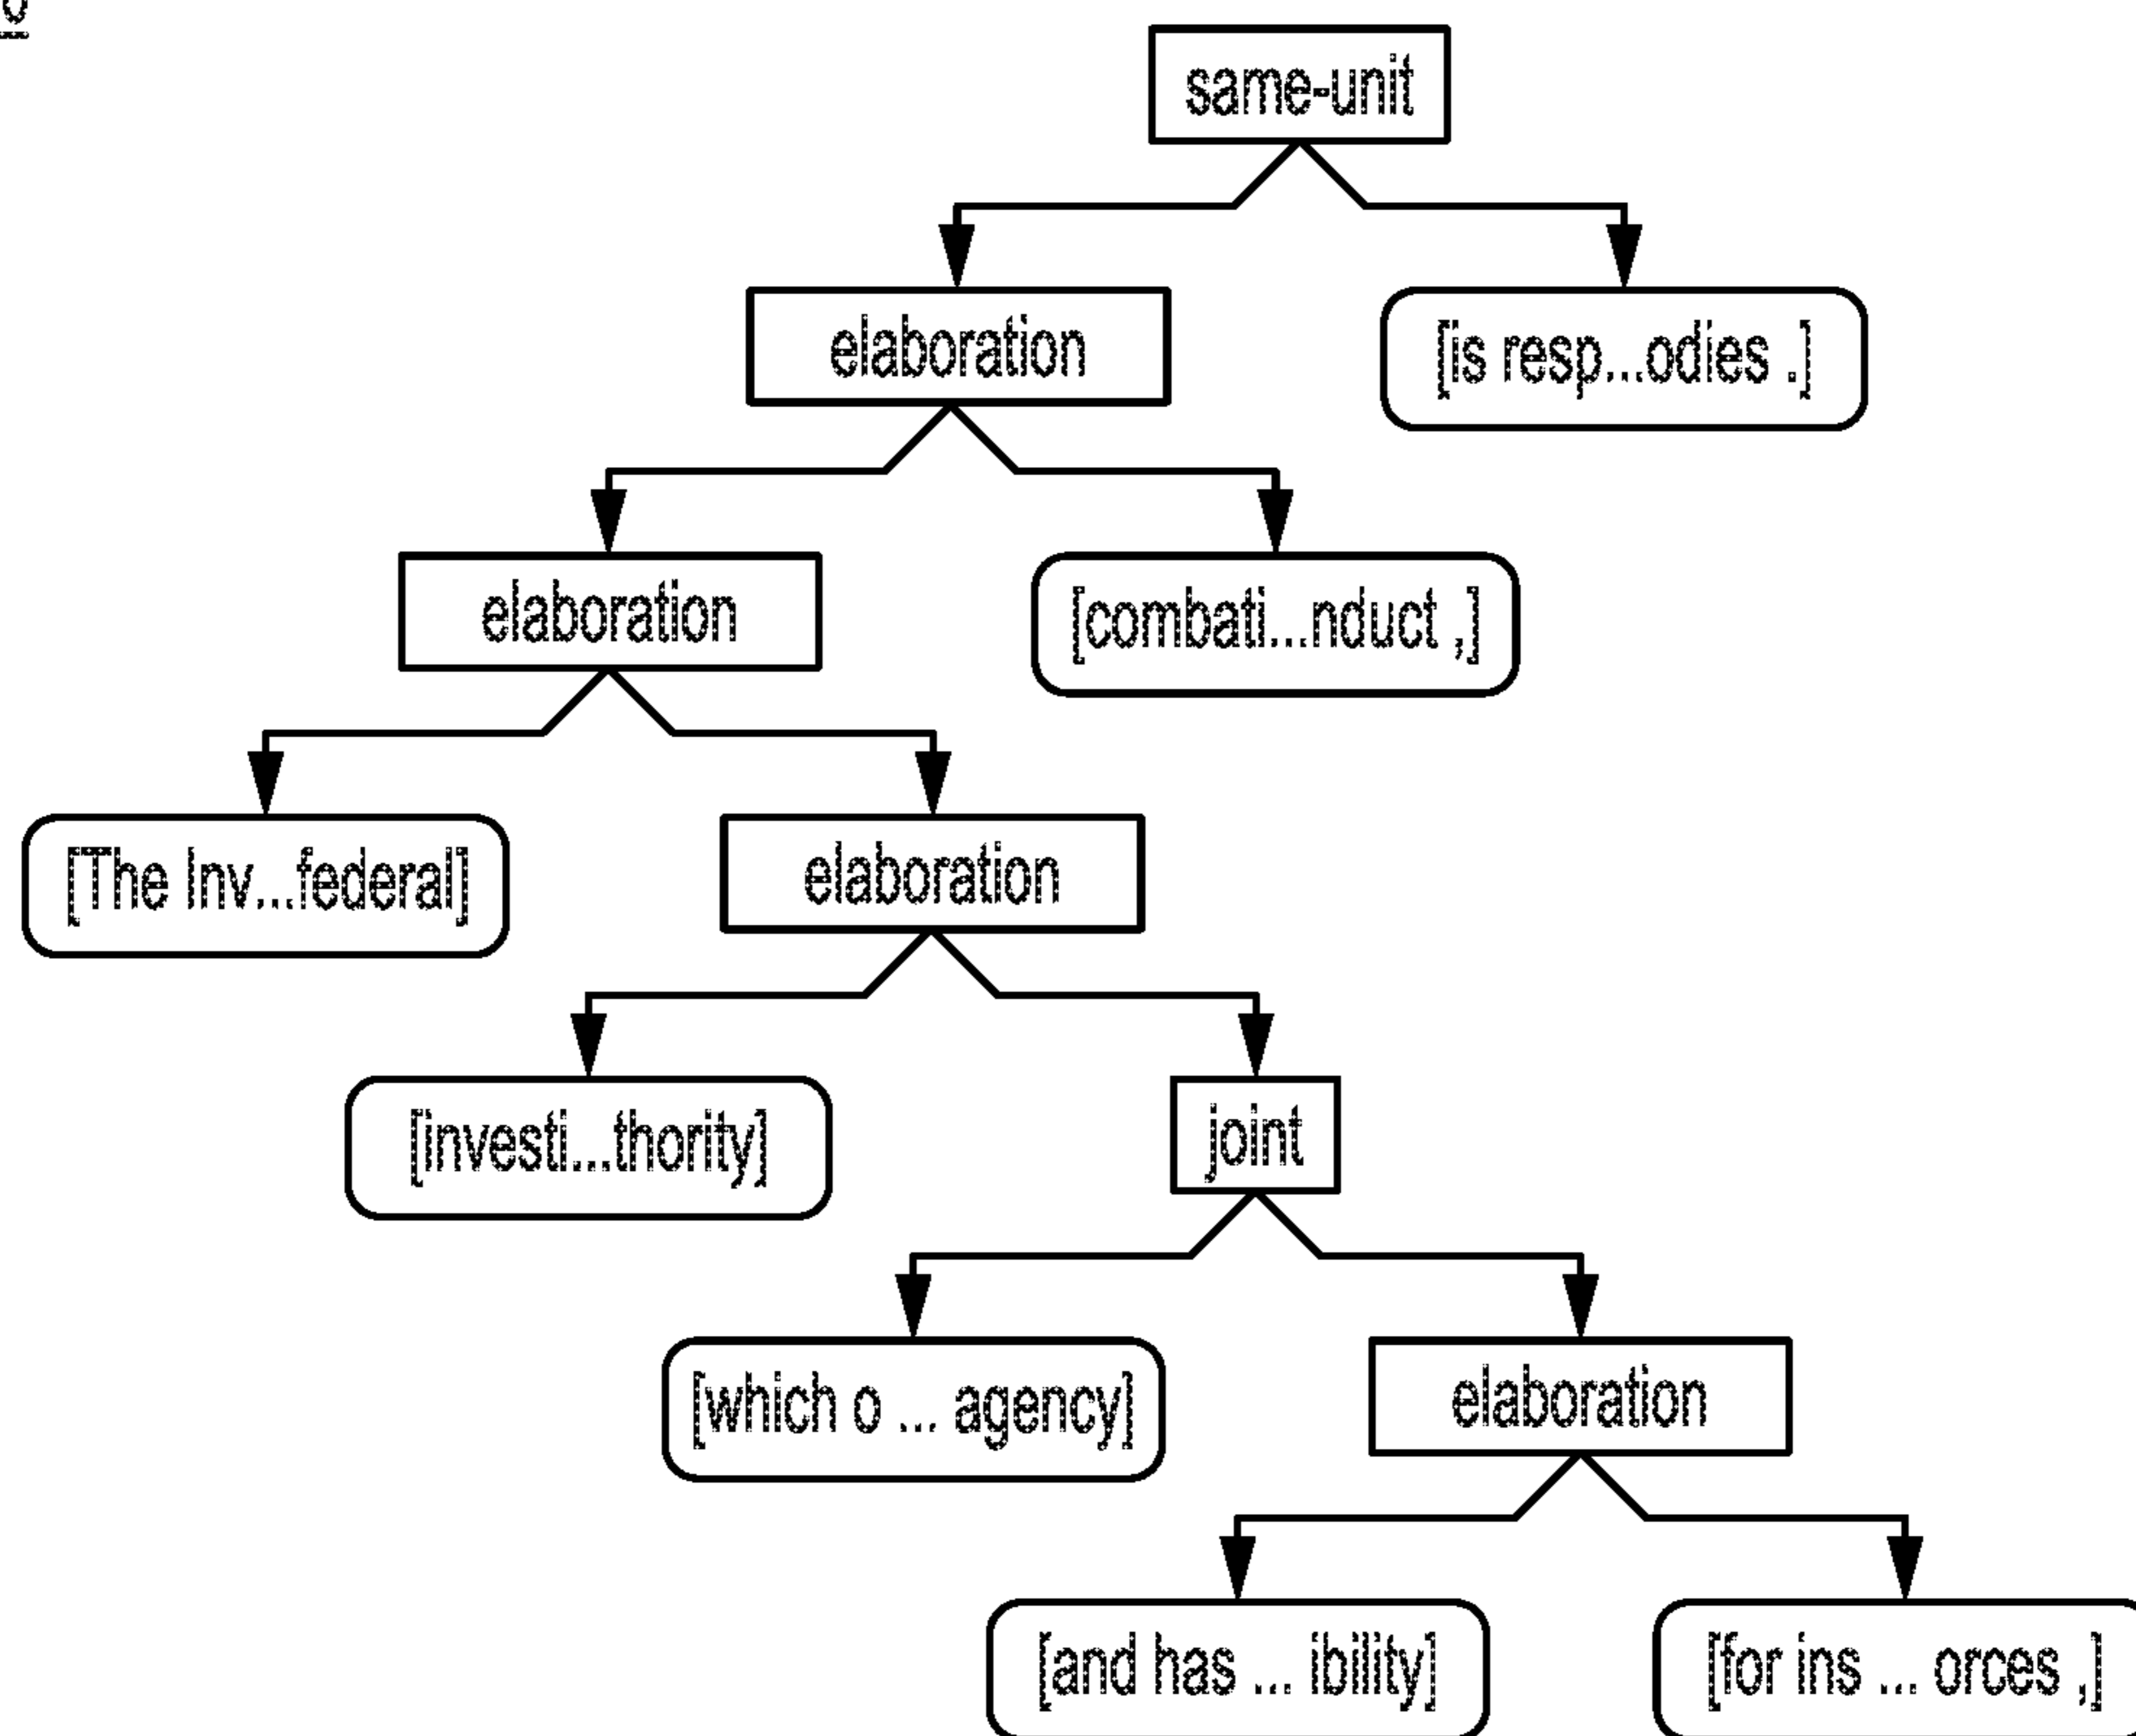 same-unit
elaboration
[is resp...odies .]
elaboration
[combati...nduct ,]
[The Inv...federal]
elaboration
[investi...thority]
joint
[which o ... agency]
elaboration
[and has ... ibility]
[for ins ... orces ,]